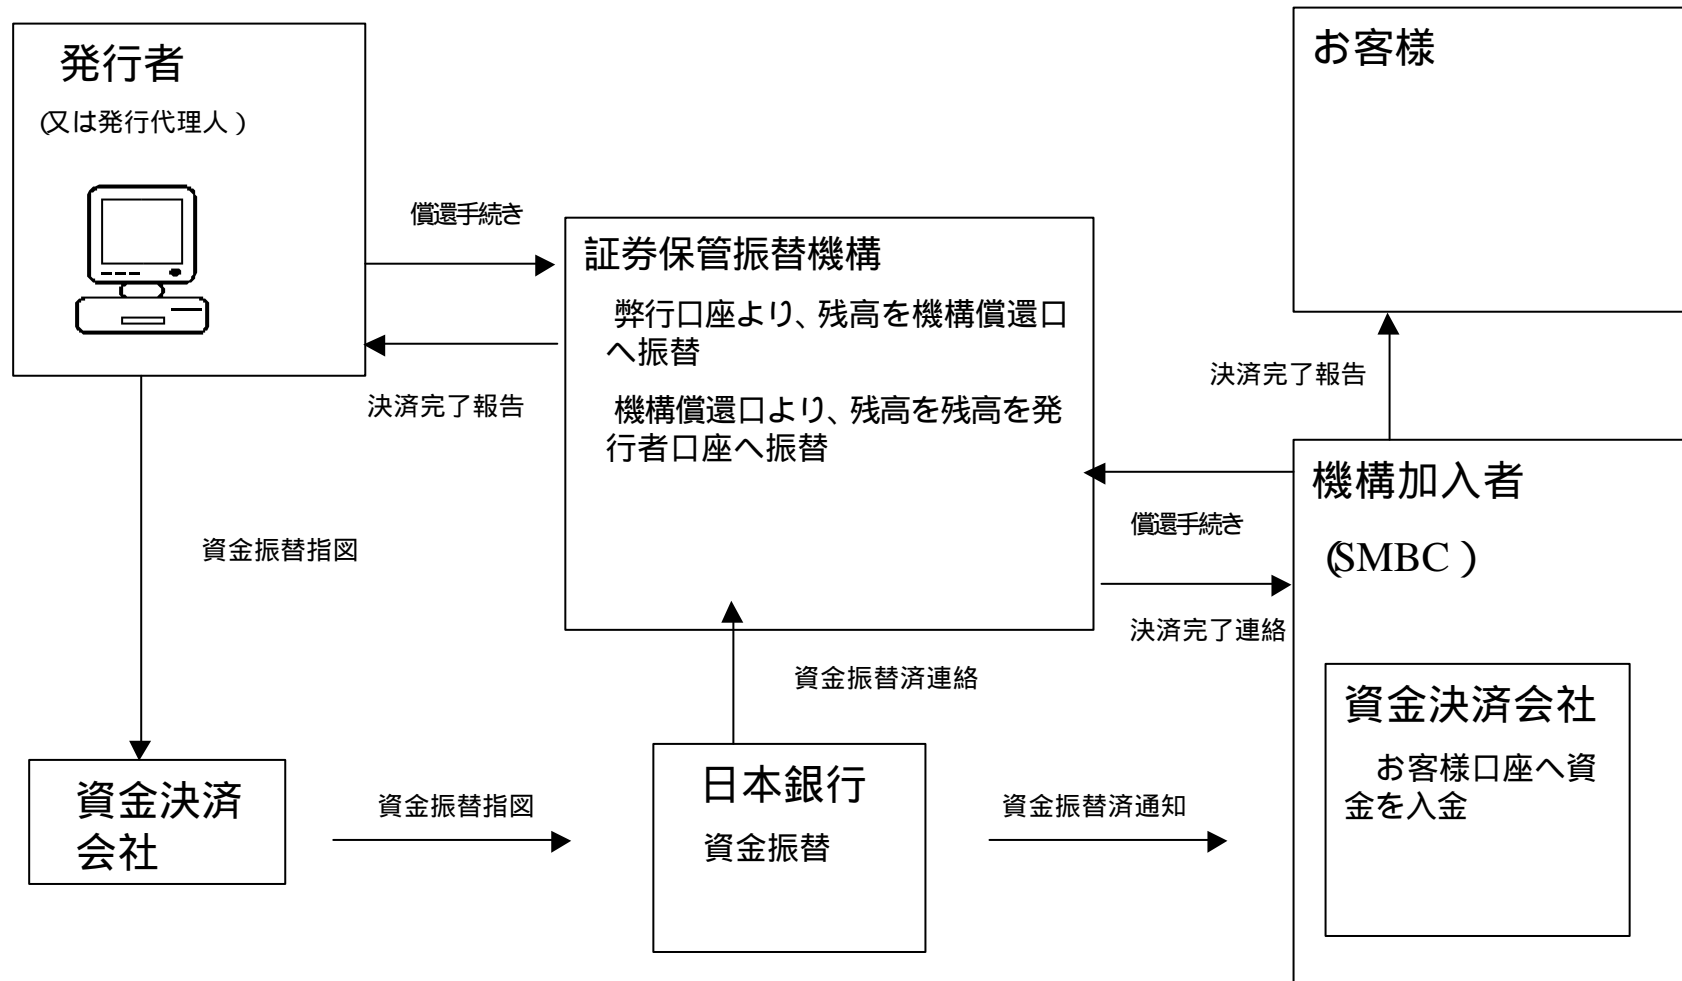 発行者
(又は発行代理人)
償還手続き
決済完了報告
証券保管振替機構
弊行口座より、残高を機構償還口
へ振替
機構償還口より、残高を残高を発
行者口座へ振替
お客様
決済完了報告
機構加入者
(SMBC)
償還手続き
決済完了連絡
資金振替指図
資金振替済連絡
資金決済
会社
資金振替指図
日本銀行
資金振替
資金振替済通知
資金決済会社
お客様口座へ資
金を入金